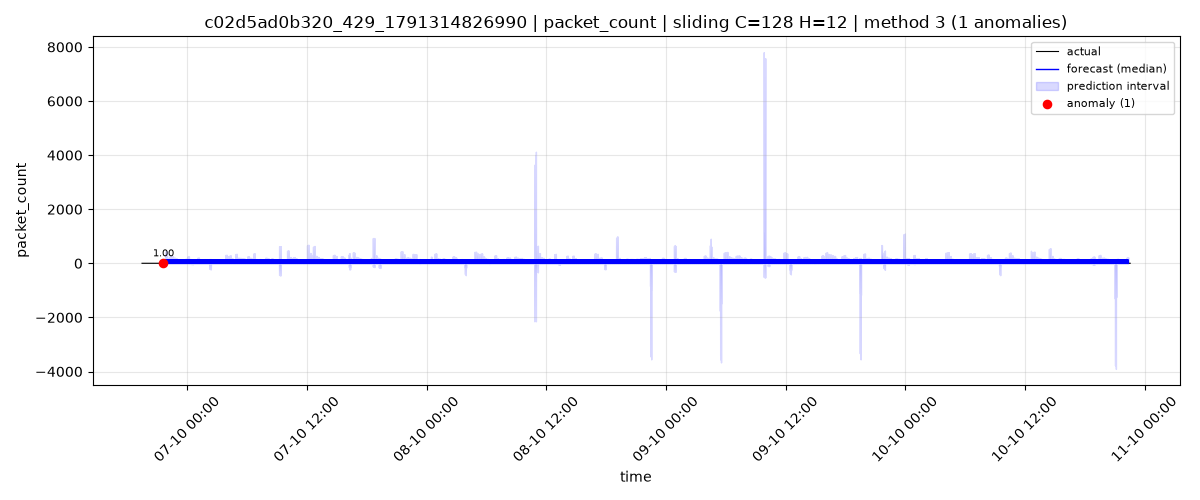 c02d5ad0b320_429_1791314826990 | packet_count | sliding C=128 H=12 | method 3 (1 anomalies)
actual
forecast (median)
prediction interval
anomaly (1)
8000
6000
4000
2000
0
−2000
−4000
packet_count
1.00
07-10 00:00
07-10 12:00
08-10 00:00
08-10 12:00
09-10 00:00
09-10 12:00
10-10 00:00
10-10 12:00
11-10 00:00
time